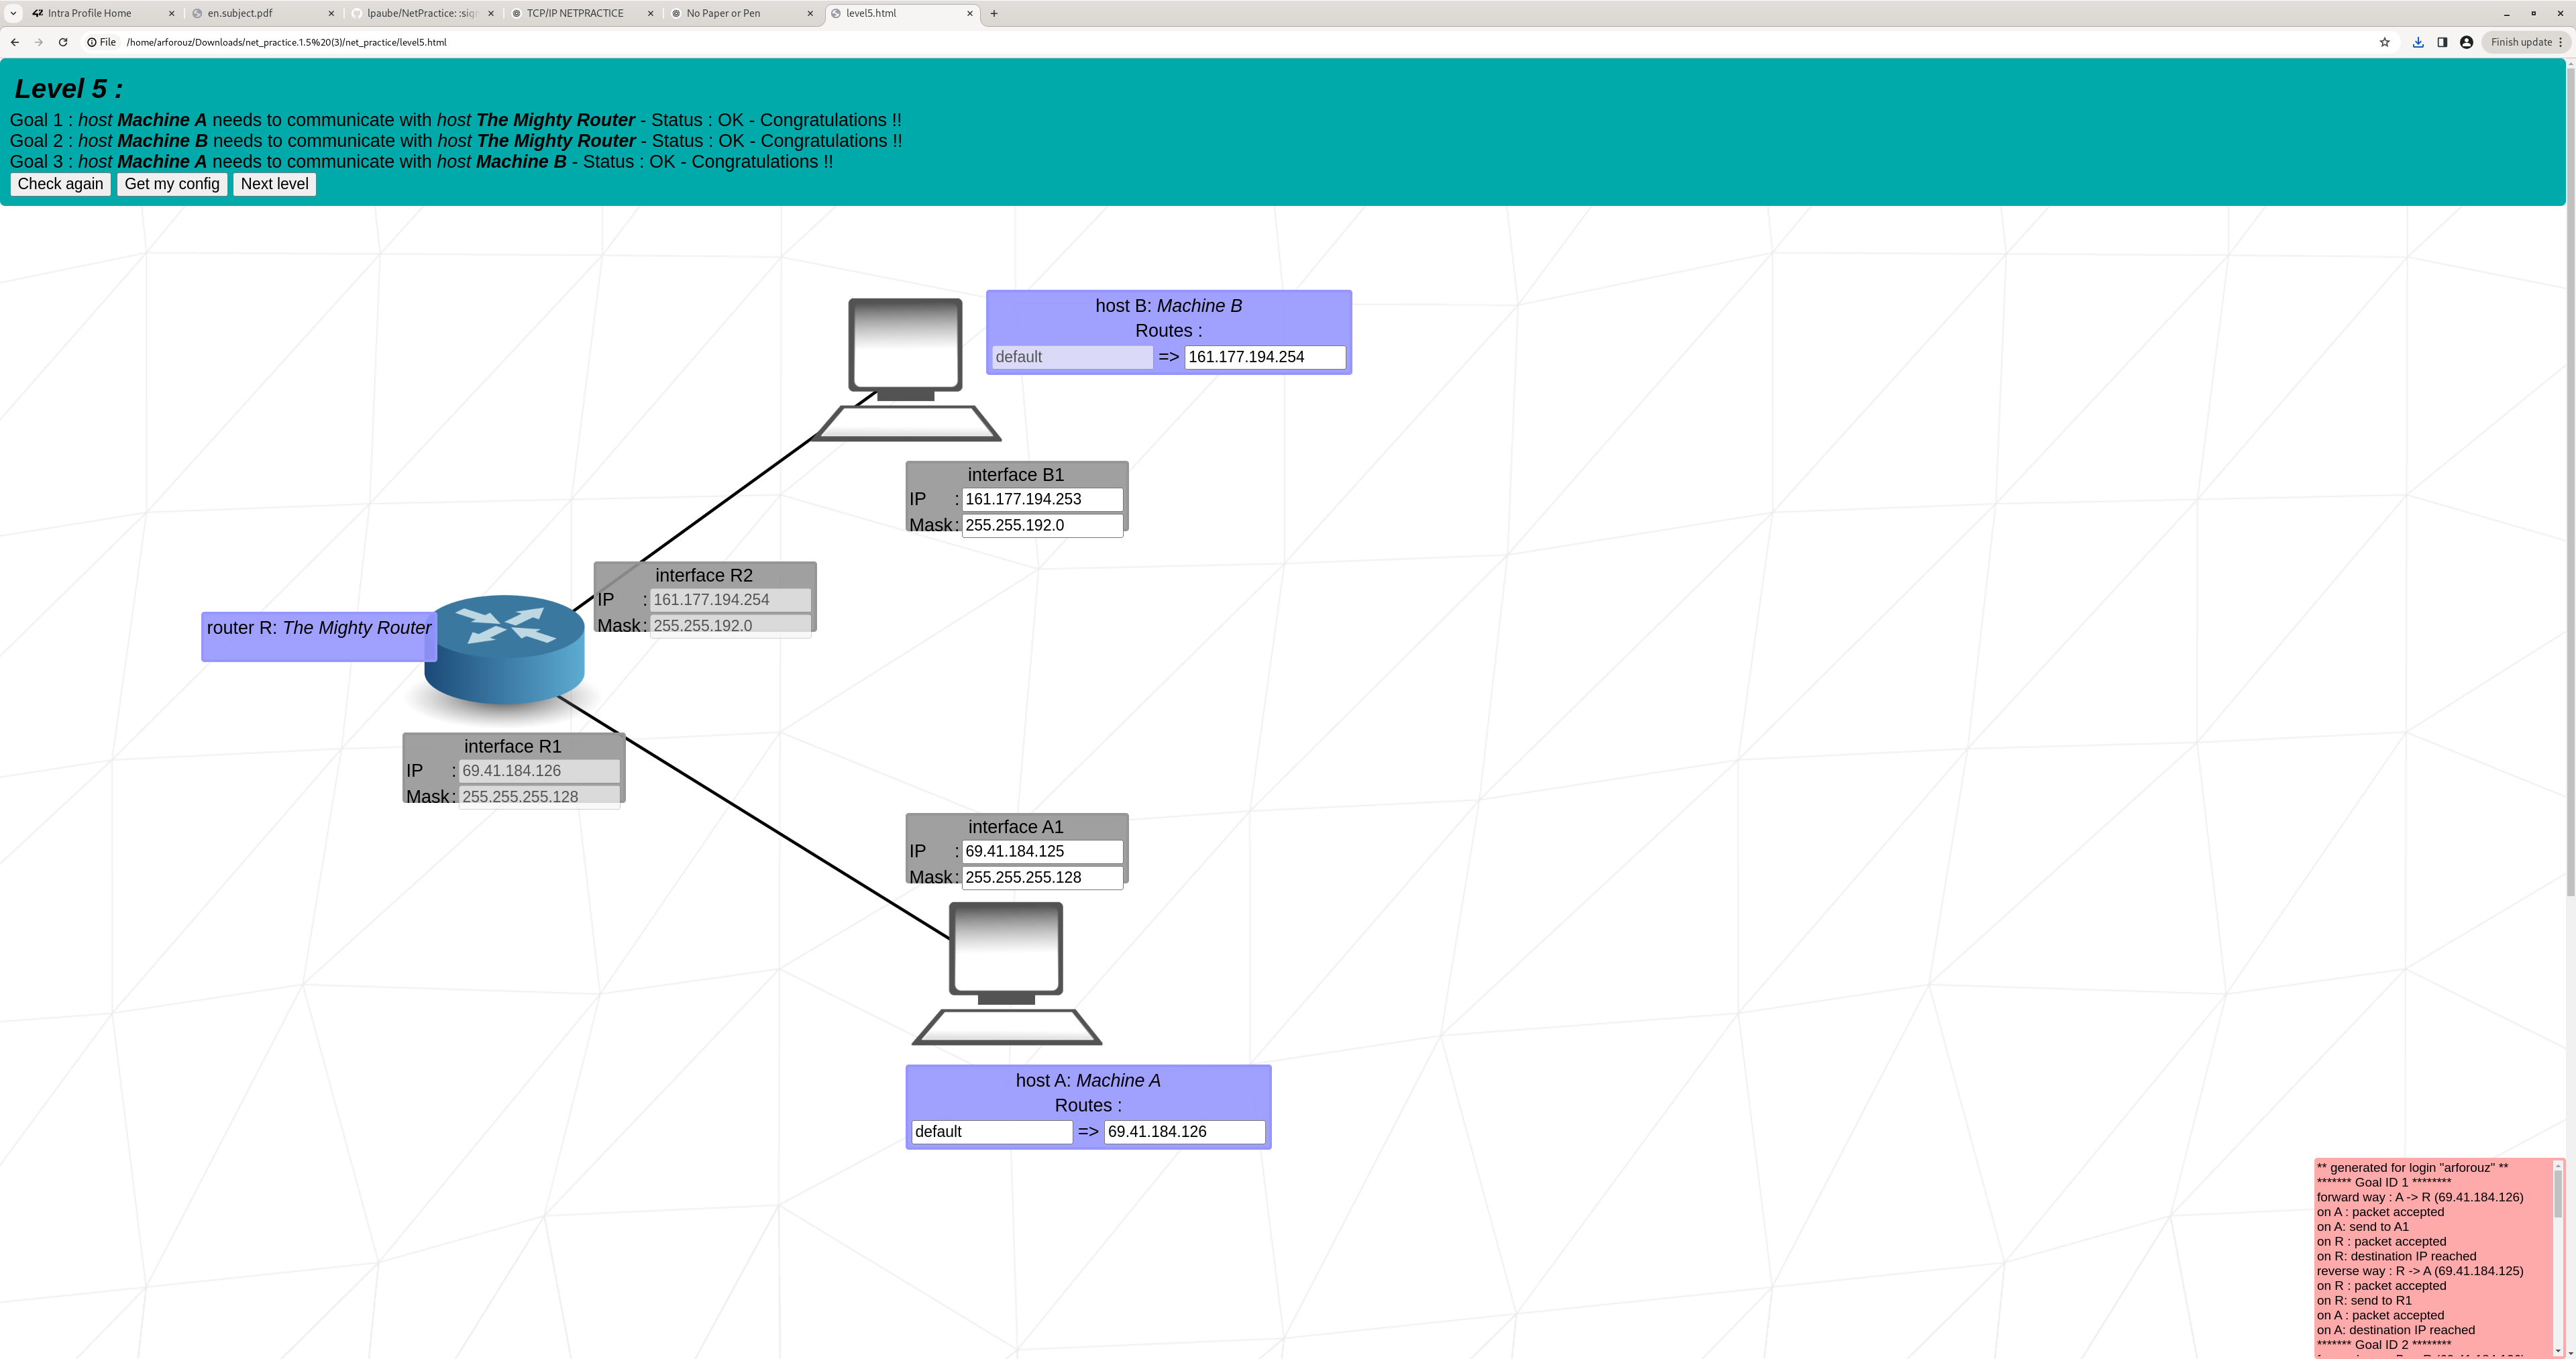 Intra Profile Home
en.subject.pdf
lpaube/NetPractice: :sig
TCP/IP NETPRACTICE
No Paper or Pen
level5.html
File
/home/arforouz/Downloads/net_practice.1.5%20(3)/net_practice/level5.html
Finish update
Level 5 :
Goal 1 : host Machine A needs to communicate with host The Mighty Router - Status : OK - Congratulations !!
Goal 2 : host Machine B needs to communicate with host The Mighty Router - Status : OK - Congratulations !!
Goal 3 : host Machine A needs to communicate with host Machine B - Status : OK - Congratulations !!
Check again Get my config Next level
host B: Machine B
Routes :
default => 161.177.194.254
interface B1
IP : 161.177.194.253
Mask : 255.255.192.0
interface R2
IP : 161.177.194.254
Mask : 255.255.192.0
router R: The Mighty Router
interface R1
IP : 69.41.184.126
Mask : 255.255.255.128
interface A1
IP : 69.41.184.125
Mask : 255.255.255.128
host A: Machine A
Routes :
default => 69.41.184.126
** generated for login "arforouz" **
******* Goal ID 1 ********
forward way : A -> R (69.41.184.126)
on A : packet accepted
on A: send to A1
on R : packet accepted
on R: destination IP reached
reverse way : R -> A (69.41.184.125)
on R : packet accepted
on R: send to R1
on A : packet accepted
on A: destination IP reached
******* Goal ID 2 ********